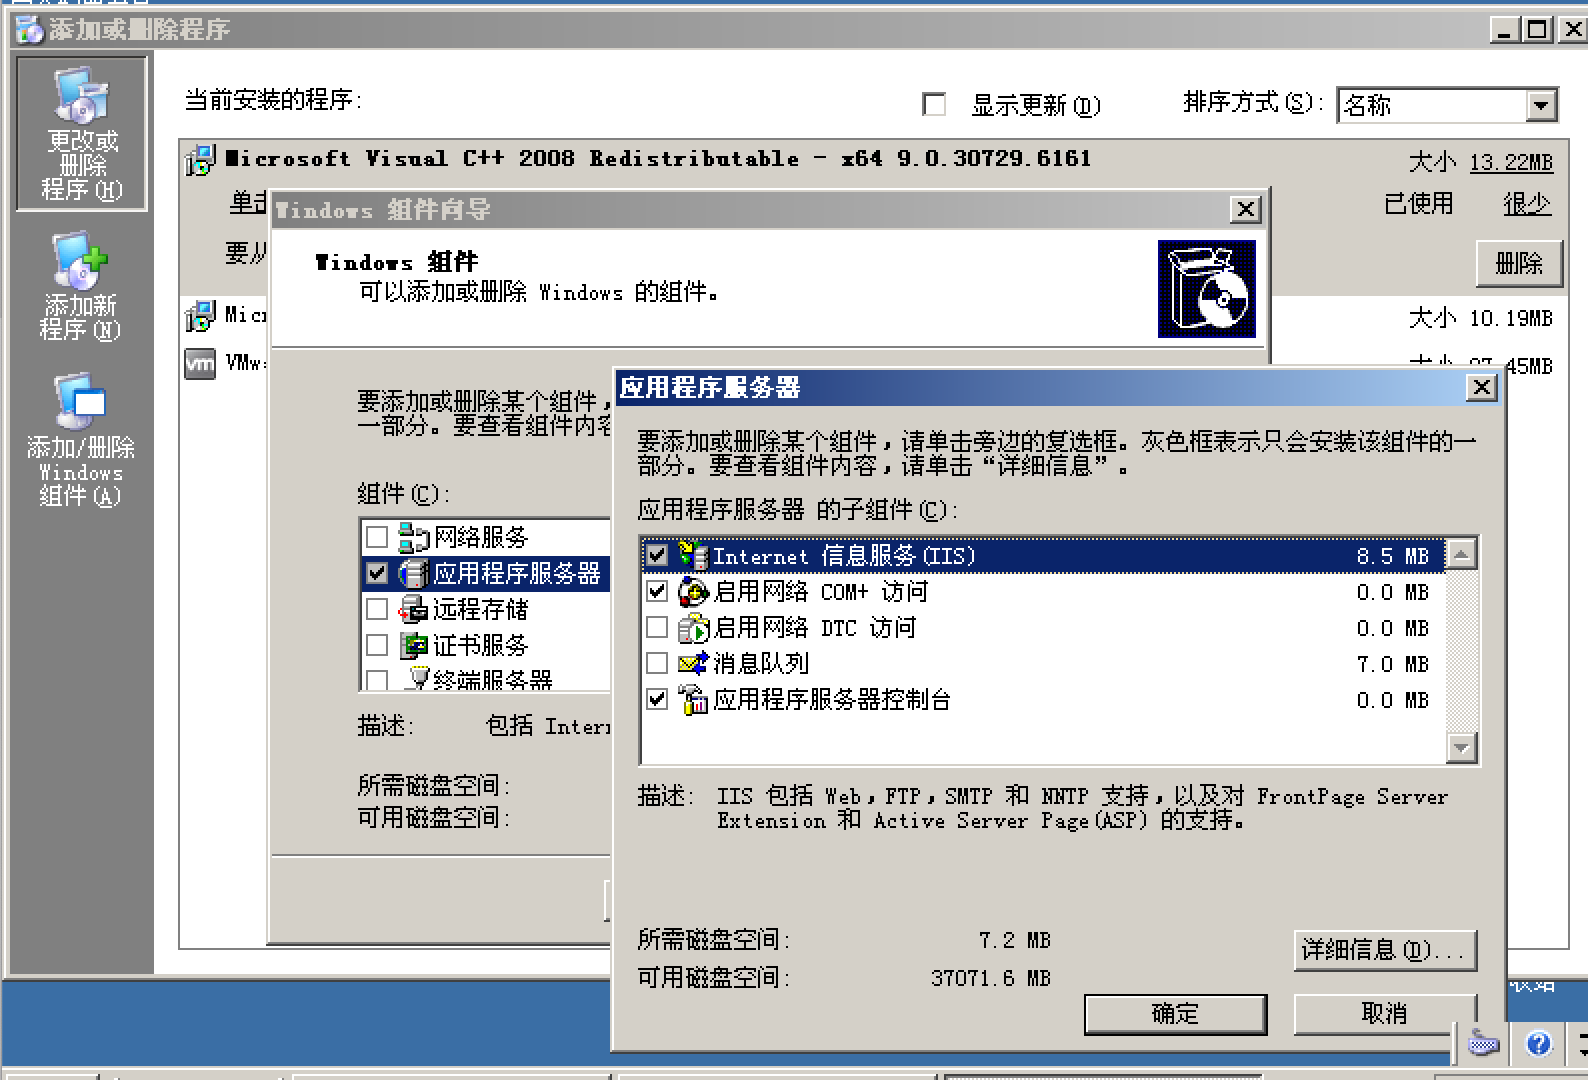 添加或删除程序
更改或
删除
程序(H)
添加新
程序(N)
添加/删除
Windows
组件(A)
当前安装的程序:
显示更新(D)
排序方式(S):
名称
Microsoft Visual C++ 2008 Redistributable - x64 9.0.30729.6161
大小 13.22MB
单击
已使用 很少
要从
删除
大小 10.19MB
45MB
Windows 组件向导
Windows 组件
可以添加或删除 Windows 的组件。
要添加或删除某个组件，
一部分。要查看组件内容
组件(C):
网络服务
应用程序服务器
远程存储
证书服务
终端服务器
描述: 包括 Inter
所需磁盘空间:
可用磁盘空间:
应用程序服务器
要添加或删除某个组件，请单击旁边的复选框。灰色框表示只会安装该组件的一
部分。要查看组件内容，请单击“详细信息”。
应用程序服务器 的子组件(C):
Internet 信息服务(IIS) 8.5 MB
启用网络 COM+ 访问 0.0 MB
启用网络 DTC 访问 0.0 MB
消息队列 7.0 MB
应用程序服务器控制台 0.0 MB
描述: IIS 包括 Web，FTP，SMTP 和 NNTP 支持，以及对 FrontPage Server
Extension 和 Active Server Page(ASP) 的支持。
所需磁盘空间: 7.2 MB
可用磁盘空间: 37071.6 MB
详细信息(D)...
确定
取消